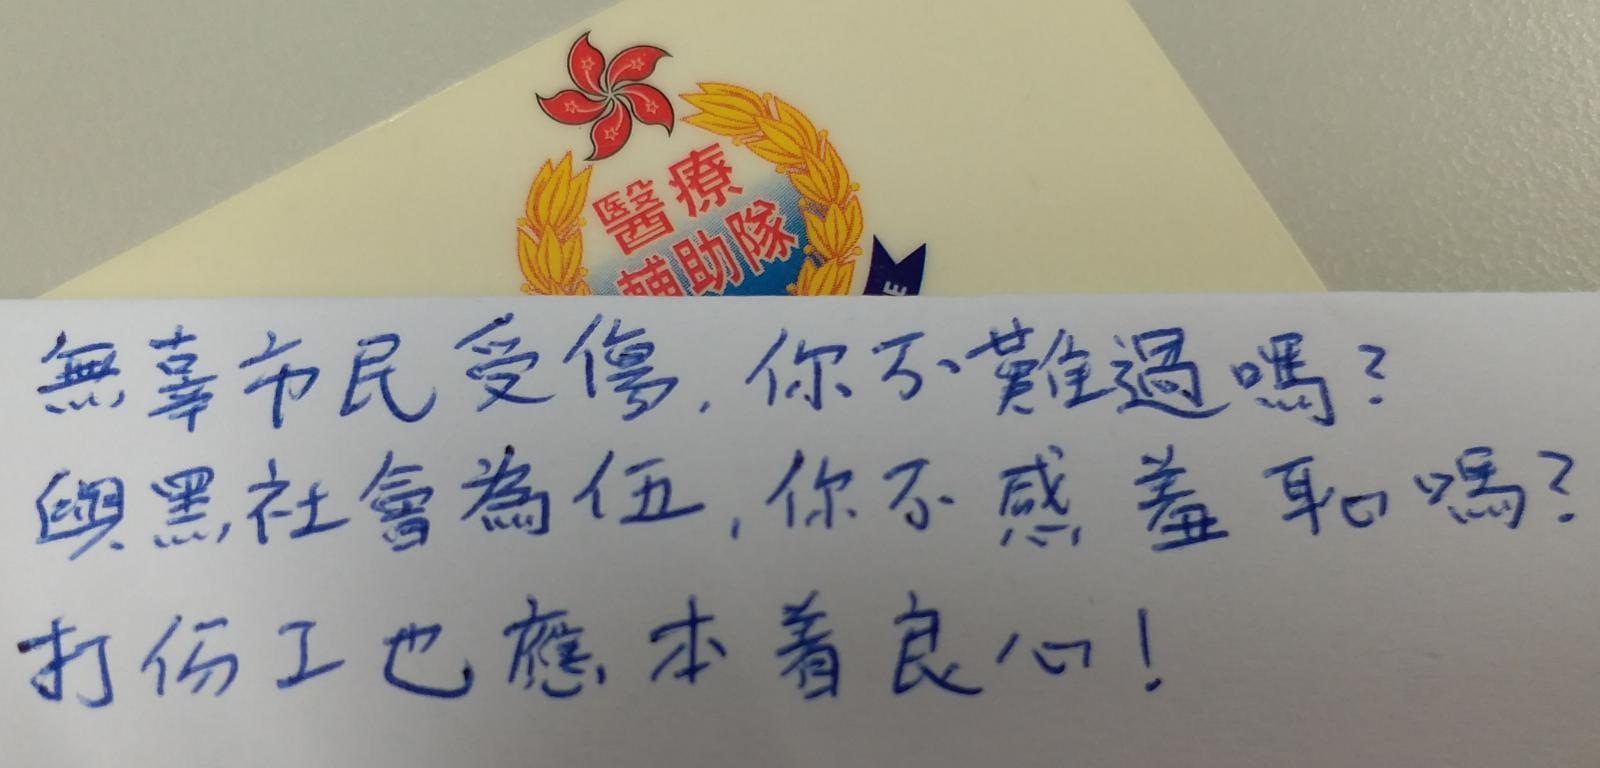 醫療
輔助隊
E
無辜市民受傷，你不難過嗎？
與黑社會為伍，你不感羞恥嗎？
打份工也應本着良心！